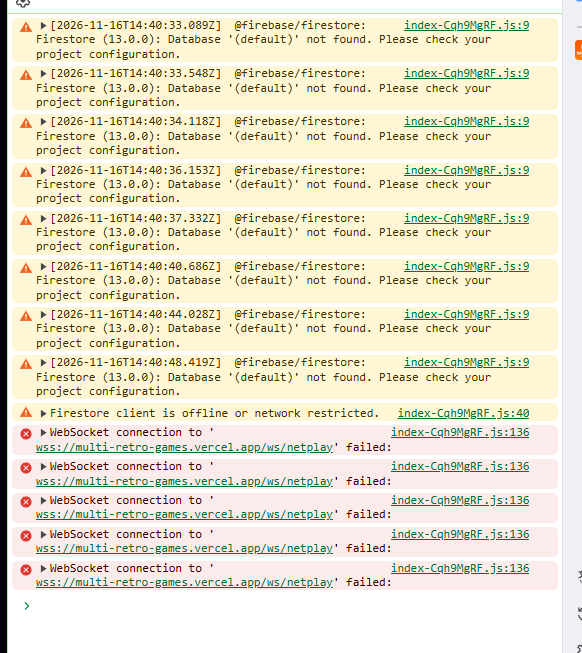 [2026-11-16T14:40:33.089Z]  @firebase/firestore: index-Cqh9MgRF.js:9
Firestore (13.0.0): Database '(default)' not found. Please check your
project configuration.
[2026-11-16T14:40:33.548Z]  @firebase/firestore: index-Cqh9MgRF.js:9
Firestore (13.0.0): Database '(default)' not found. Please check your
project configuration.
[2026-11-16T14:40:34.118Z]  @firebase/firestore: index-Cqh9MgRF.js:9
Firestore (13.0.0): Database '(default)' not found. Please check your
project configuration.
[2026-11-16T14:40:36.153Z]  @firebase/firestore: index-Cqh9MgRF.js:9
Firestore (13.0.0): Database '(default)' not found. Please check your
project configuration.
[2026-11-16T14:40:37.332Z]  @firebase/firestore: index-Cqh9MgRF.js:9
Firestore (13.0.0): Database '(default)' not found. Please check your
project configuration.
[2026-11-16T14:40:40.686Z]  @firebase/firestore: index-Cqh9MgRF.js:9
Firestore (13.0.0): Database '(default)' not found. Please check your
project configuration.
[2026-11-16T14:40:44.028Z]  @firebase/firestore: index-Cqh9MgRF.js:9
Firestore (13.0.0): Database '(default)' not found. Please check your
project configuration.
[2026-11-16T14:40:48.419Z]  @firebase/firestore: index-Cqh9MgRF.js:9
Firestore (13.0.0): Database '(default)' not found. Please check your
project configuration.
Firestore client is offline or network restricted. index-Cqh9MgRF.js:40
WebSocket connection to ' index-Cqh9MgRF.js:136
wss://multi-retro-games.vercel.app/ws/netplay' failed:
WebSocket connection to ' index-Cqh9MgRF.js:136
wss://multi-retro-games.vercel.app/ws/netplay' failed:
WebSocket connection to ' index-Cqh9MgRF.js:136
wss://multi-retro-games.vercel.app/ws/netplay' failed:
WebSocket connection to ' index-Cqh9MgRF.js:136
wss://multi-retro-games.vercel.app/ws/netplay' failed:
WebSocket connection to ' index-Cqh9MgRF.js:136
wss://multi-retro-games.vercel.app/ws/netplay' failed: